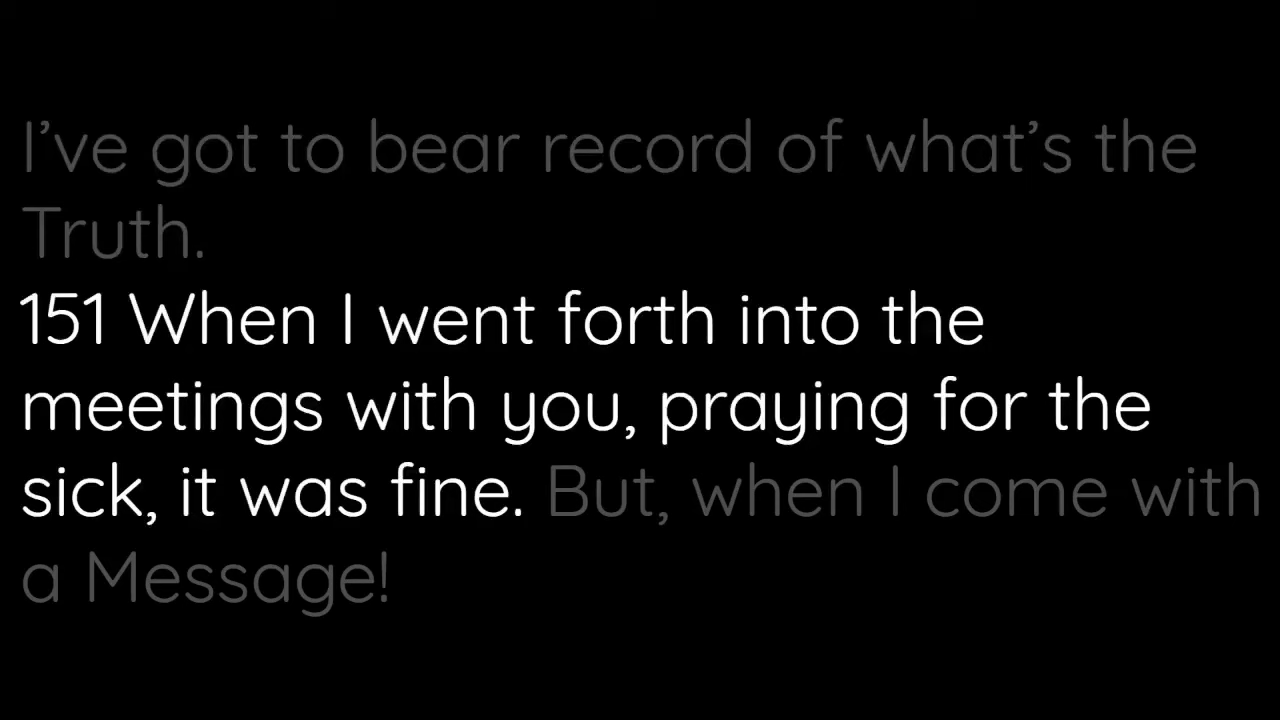 I’ve got to bear record of what’s the
Truth.
151 When I went forth into the
meetings with you, praying for the
sick, it was fine. But, when I come with
a Message!